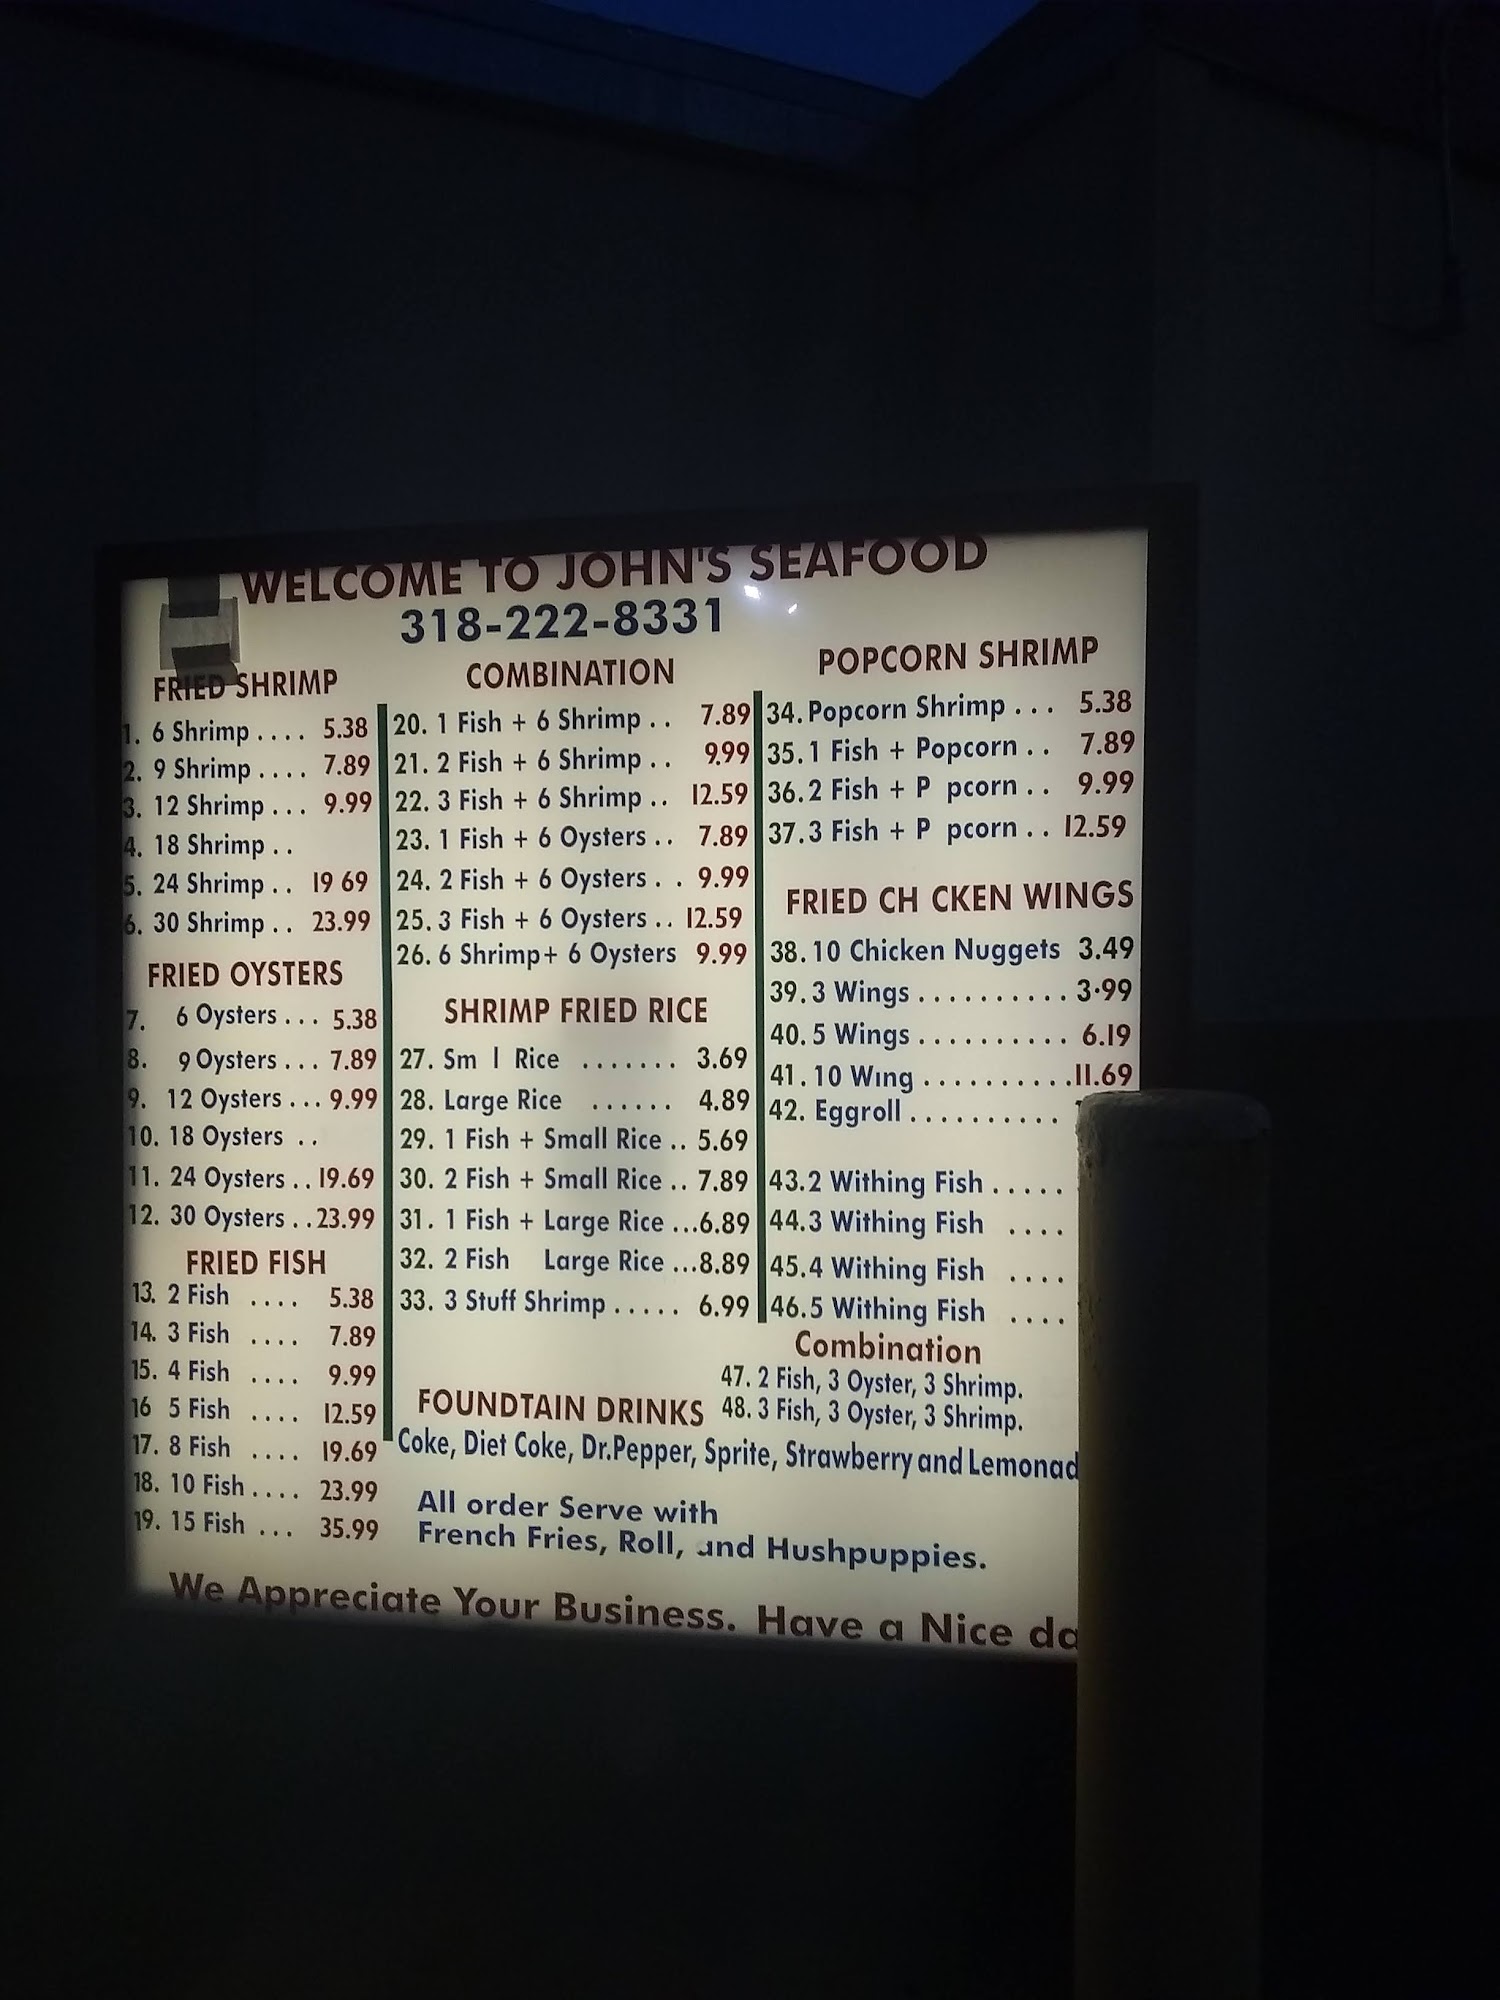 WELCOME TO JOHN'S SEAFOOD
318-222-8331
FRIED SHRIMP
1. 6 Shrimp .... 5.38
2. 9 Shrimp .... 7.89
3. 12 Shrimp ... 9.99
4. 18 Shrimp ..
5. 24 Shrimp .. 19 69
6. 30 Shrimp .. 23.99
FRIED OYSTERS
7. 6 Oysters ... 5.38
8. 9 Oysters ... 7.89
9. 12 Oysters ... 9.99
10. 18 Oysters ..
11. 24 Oysters .. 19.69
12. 30 Oysters .. 23.99
FRIED FISH
13. 2 Fish .... 5.38
14. 3 Fish .... 7.89
15. 4 Fish .... 9.99
16 5 Fish .... 12.59
17. 8 Fish .... 19.69
18. 10 Fish .... 23.99
19. 15 Fish ... 35.99
COMBINATION
20. 1 Fish + 6 Shrimp .. 7.89
21. 2 Fish + 6 Shrimp .. 9.99
22. 3 Fish + 6 Shrimp .. 12.59
23. 1 Fish + 6 Oysters .. 7.89
24. 2 Fish + 6 Oysters .. 9.99
25. 3 Fish + 6 Oysters .. 12.59
26. 6 Shrimp+ 6 Oysters 9.99
SHRIMP FRIED RICE
27. Sm l Rice ....... 3.69
28. Large Rice ...... 4.89
29. 1 Fish + Small Rice .. 5.69
30. 2 Fish + Small Rice .. 7.89
31. 1 Fish + Large Rice ...6.89
32. 2 Fish Large Rice ...8.89
33. 3 Stuff Shrimp ..... 6.99
POPCORN SHRIMP
34. Popcorn Shrimp ... 5.38
35. 1 Fish + Popcorn .. 7.89
36. 2 Fish + P pcorn .. 9.99
37. 3 Fish + P pcorn .. 12.59
FRIED CH CKEN WINGS
38. 10 Chicken Nuggets 3.49
39. 3 Wings .......... 3.99
40. 5 Wings .......... 6.19
41. 10 Wing ..........11.69
42. Eggroll ..........
43. 2 Withing Fish .....
44. 3 Withing Fish ....
45. 4 Withing Fish ....
46. 5 Withing Fish ....
Combination
47. 2 Fish, 3 Oyster, 3 Shrimp.
48. 3 Fish, 3 Oyster, 3 Shrimp.
FOUNDTAIN DRINKS
Coke, Diet Coke, Dr.Pepper, Sprite, Strawberry and Lemonad
All order Serve with
French Fries, Roll, and Hushpuppies.
We Appreciate Your Business. Have a Nice da